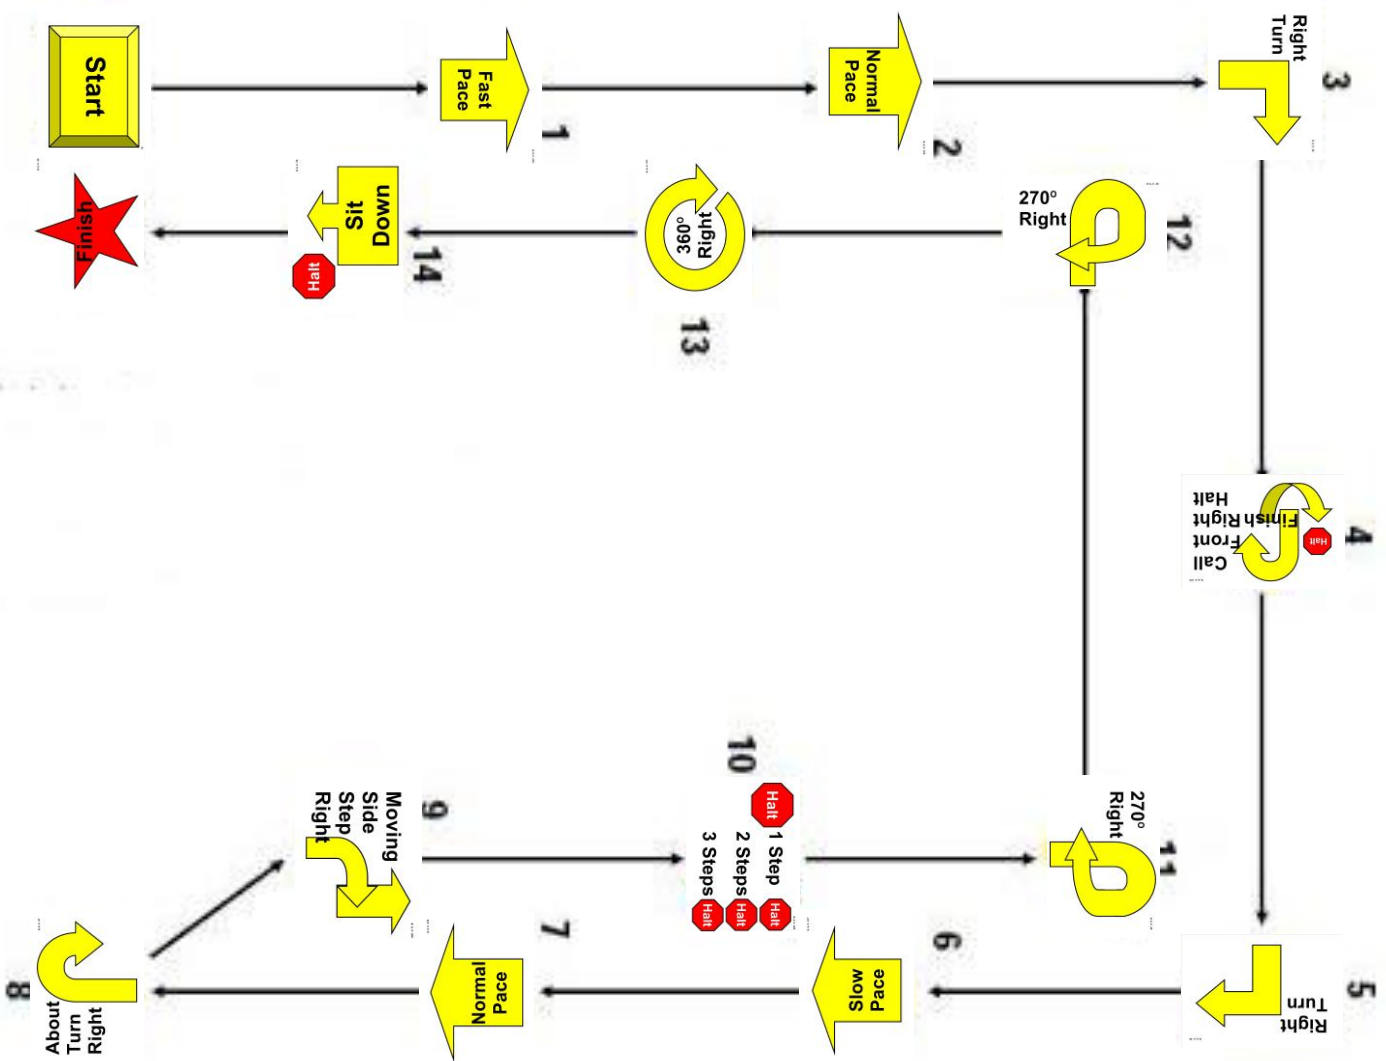 Start
Fast
Pace
1
Normal
Pace
2
Right
Turn
3
Halt
Call
Front
Finish Right
Halt
4
Right
Turn
5
Slow
Pace
6
Normal
Pace
7
About
Turn
Right
8
Moving
Side
Step
Right
9
Halt
1 Step Halt
2 Steps Halt
3 Steps Halt
10
270º
Right
11
270º
Right
12
360º
Right
13
Sit
Down
Halt
14
Finish